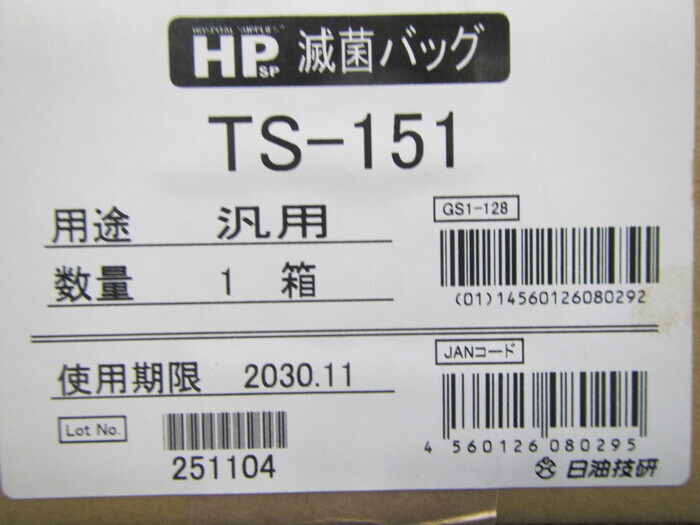 HOSPITAL SUPPLIES
HPSP 滅菌バッグ
TS-151
用途 汎用
数量 1 箱
GS1-128
(01)14560126080292
使用期限 2030.11
JANコード
Lot No.
251104
4 560126 080295
日油技研